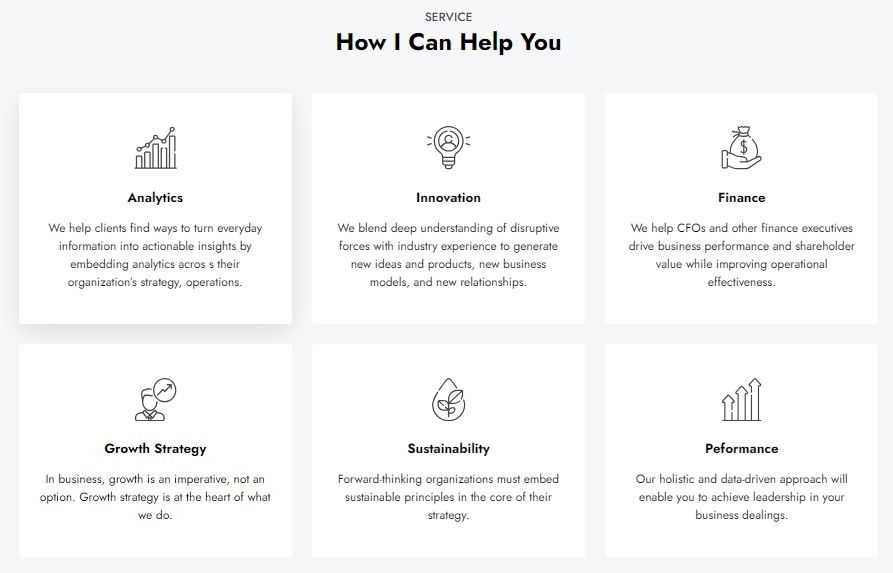 SERVICE
How I Can Help You
Analytics
We help clients find ways to turn everyday
information into actionable insights by
embedding analytics acros s their
organization's strategy, operations.
Innovation
We blend deep understanding of disruptive
forces with industry experience to generate
new ideas and products, new business
models, and new relationships.
Finance
We help CFOs and other finance executives
drive business performance and shareholder
value while improving operational
effectiveness.
Growth Strategy
In business, growth is an imperative, not an
option. Growth strategy is at the heart of what
we do.
Sustainability
Forward-thinking organizations must embed
sustainable principles in the core of their
strategy.
Peformance
Our holistic and data-driven approach will
enable you to achieve leadership in your
business dealings.